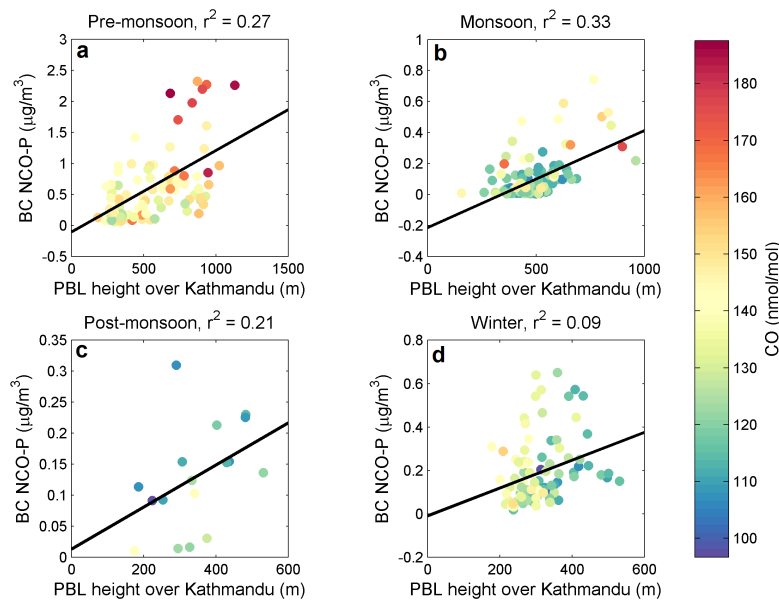 Pre-monsoon, r² = 0.27
a
3
2.5
2
1.5
1
0.5
0
-0.5
BC NCO-P (μg/m³)
0 500 1000 1500
PBL height over Kathmandu (m)
Monsoon, r² = 0.33
b
1
0.8
0.6
0.4
0.2
0
-0.2
-0.4
BC NCO-P (μg/m³)
0 500 1000
PBL height over Kathmandu (m)
Post-monsoon, r² = 0.21
c
0.35
0.3
0.25
0.2
0.15
0.1
0.05
0
BC NCO-P (μg/m³)
0 200 400 600
PBL height over Kathmandu (m)
Winter, r² = 0.09
d
0.8
0.6
0.4
0.2
0
-0.2
BC NCO-P (μg/m³)
0 200 400 600
PBL height over Kathmandu (m)
180
170
160
150
140
130
120
110
100
CO (nmol/mol)